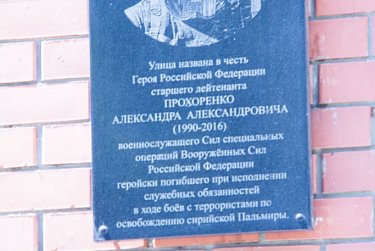 Улица названа в честь
Героя Российской Федерации
старшего лейтенанта
ПРОХОРЕНКО
АЛЕКСАНДРА АЛЕКСАНДРОВИЧА
(1990-2016)
военнослужащего Сил специальных
операций Вооружённых Сил
Российской Федерации
геройски погибшего при исполнении
служебных обязанностей
в ходе боёв с террористами по
освобождению сирийской Пальмиры.